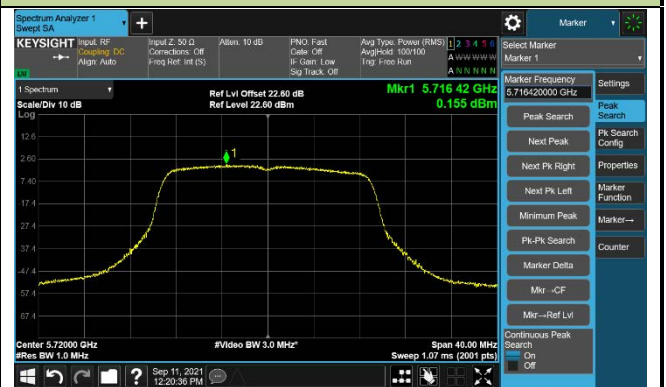 Spectrum Analyzer 1
Swept SA
+
Marker
KEYSIGHT
Input: RF
Coupling: DC
Align: Auto
Input Z: 50 Ω
Corrections: Off
Freq Ref: Int (S)
Atten: 10 dB
PNO: Fast
Gate: Off
IF Gain: Low
Sig Track: Off
Avg Type: Power (RMS)
Avg|Hold: 100/100
Trig: Free Run
1 2 3 4 5 6
A W W W W W
A N N N N N
LXI
Select Marker
Marker 1
1 Spectrum
Scale/Div 10 dB
Log
Ref Lvl Offset 22.60 dB
Ref Level 22.60 dBm
Mkr1 5.716 42 GHz
0.155 dBm
12.6
2.60
-7.40
-17.4
-27.4
-37.4
-47.4
-57.4
-67.4
1
Center 5.72000 GHz
#Res BW 1.0 MHz
#Video BW 3.0 MHz*
Span 40.00 MHz
Sweep 1.07 ms (2001 pts)
Marker Frequency
5.716420000 GHz
Peak Search
Next Peak
Next Pk Right
Next Pk Left
Minimum Peak
Pk-Pk Search
Marker Delta
Mkr→CF
Mkr→Ref Lvl
Continuous Peak
Search
On
Off
Settings
Peak
Search
Pk Search
Config
Properties
Marker
Function
Marker→
Counter
?
Sep 11, 2021
12:20:36 PM